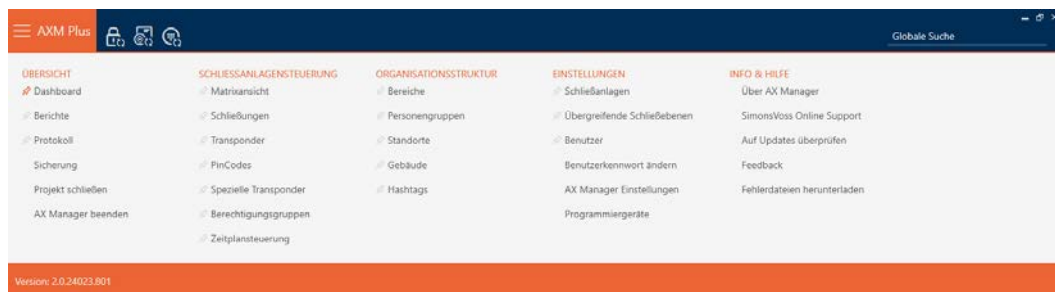 AXM Plus
Globale Suche
ÜBERSICHT
Dashboard
Berichte
Protokoll
Sicherung
Projekt schließen
AX Manager beenden
SCHLIESSANLAGENSTEUERUNG
Matrixansicht
Schließungen
Transponder
PinCodes
Spezielle Transponder
Berechtigungsgruppen
Zeitplansteuerung
ORGANISATIONSSTRUKTUR
Bereiche
Personengruppen
Standorte
Gebäude
Hashtags
EINSTELLUNGEN
Schließanlagen
Übergreifende Schließebenen
Benutzer
Benutzerkennwort ändern
AX Manager Einstellungen
Programmiergeräte
INFO & HILFE
Über AX Manager
SimonsVoss Online Support
Auf Updates überprüfen
Feedback
Fehlerdateien herunterladen
Version: 2.0.24023.801